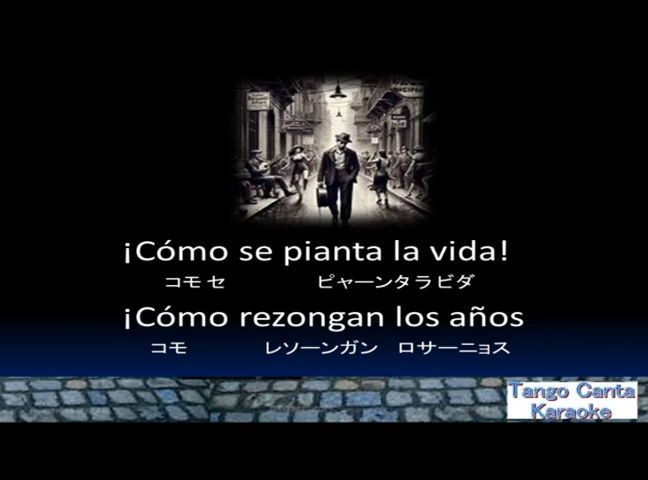 ¡Cómo se pianta la vida!
コモ セ ピャーンタ ラ ビダ
¡Cómo rezongan los años
コモ レソーンガン ロサーニョス
Tango Canta
Karaoke